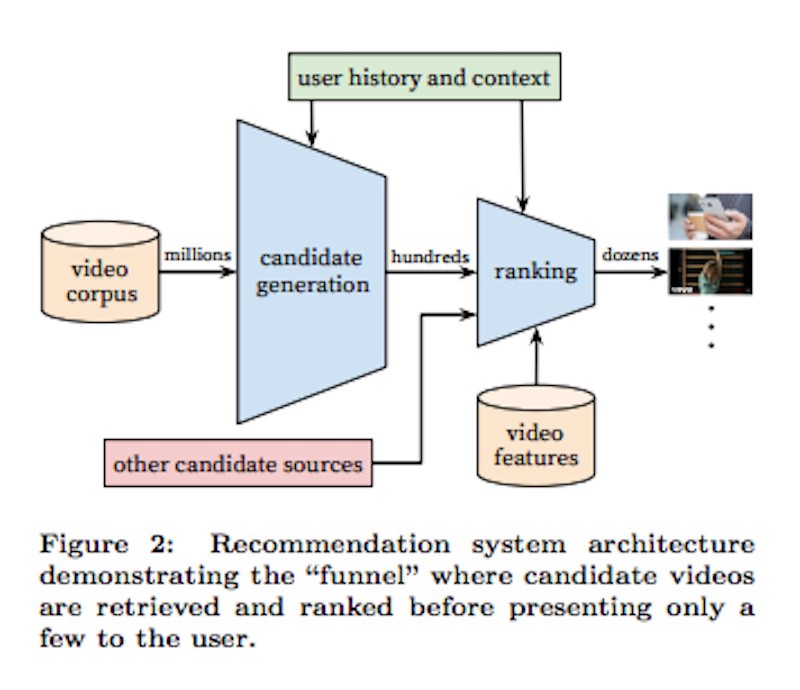 user history and context
video
corpus
millions
candidate
generation
hundreds
ranking
dozens
other candidate sources
video
features
Figure 2: Recommendation system architecture
demonstrating the “funnel” where candidate videos
are retrieved and ranked before presenting only a
few to the user.